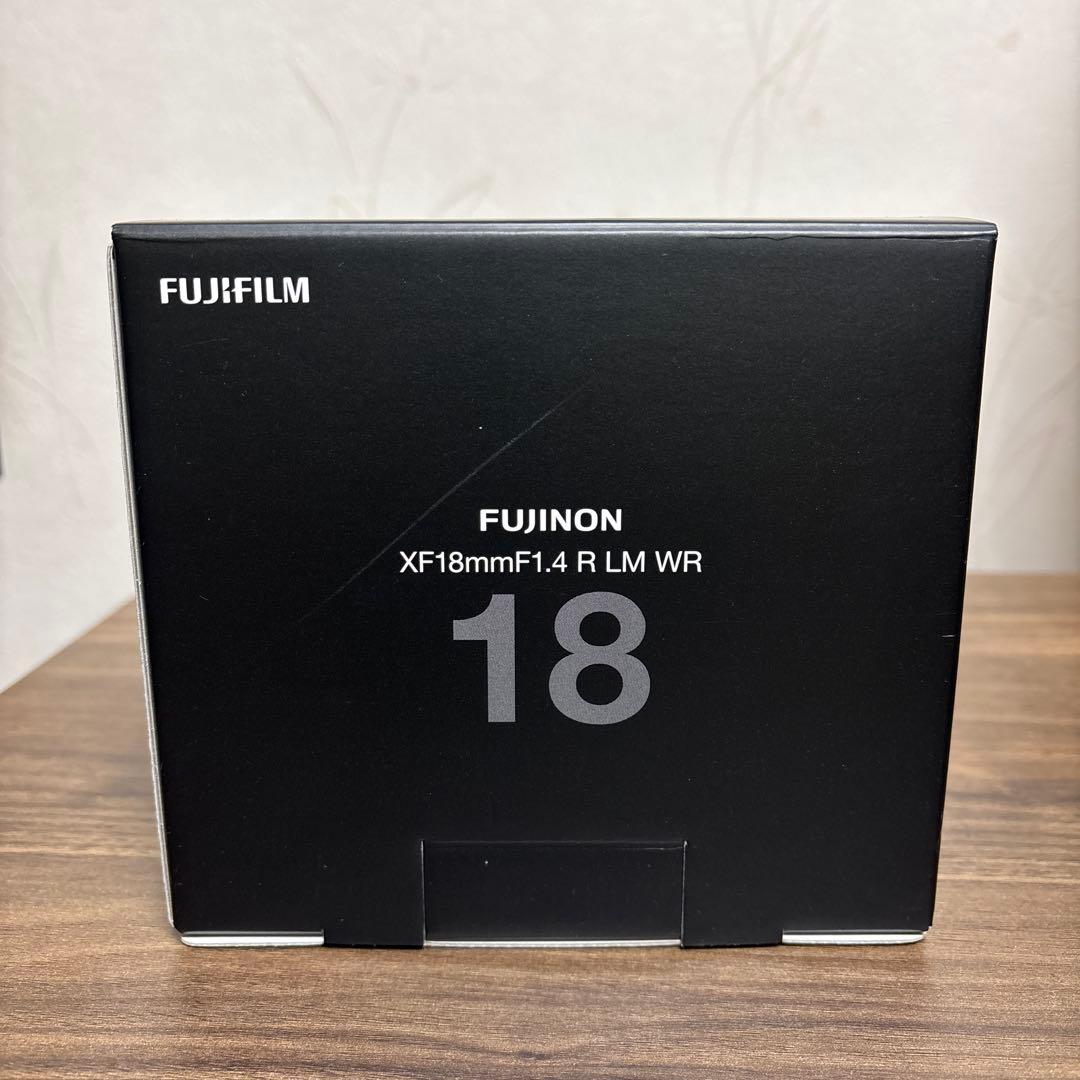 FUJIFILM
FUJINON
XF18mmF1.4 R LM WR
18